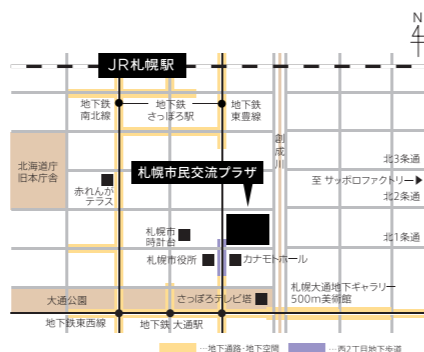 N
JR札幌駅
地下鉄
南北線
地下鉄
さっぽろ駅
地下鉄
東豊線
北海道庁
旧本庁舎
赤れんが
テラス
札幌市民交流プラザ
創成川
北3条通
至 サッポロファクトリー▶
北2条通
札幌市
時計台
北1条通
札幌市役所
カナモトホール
札幌大通地下ギャラリー
500m美術館
大通公園
さっぽろテレビ塔
地下鉄東西線
地下鉄 大通駅
…地下通路・地下空間
…西2丁目地下歩道